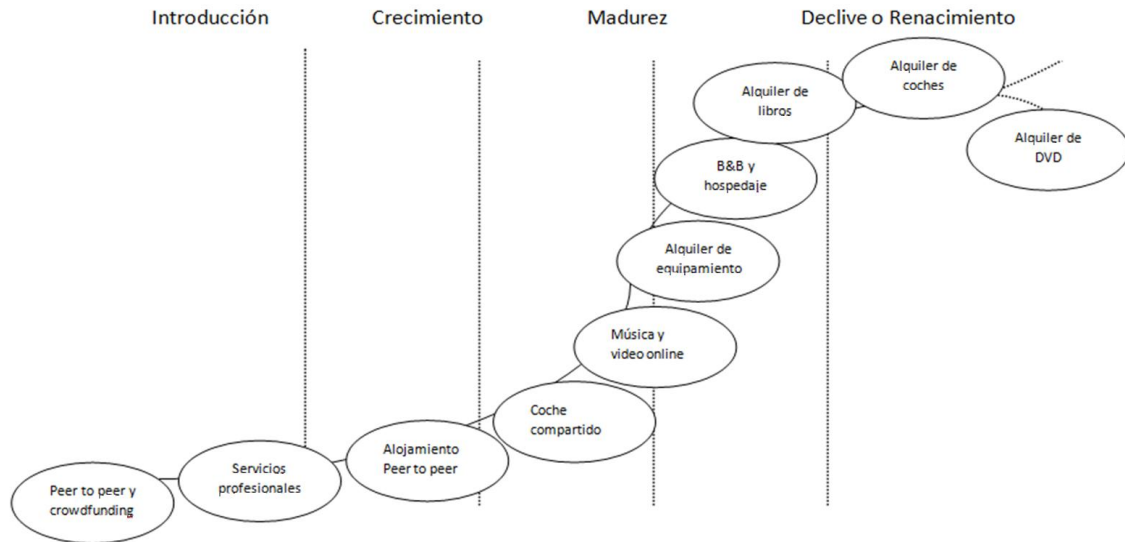 Introducción
Crecimiento
Madurez
Declive o Renacimiento
Alquiler de
coches
Alquiler de
libros
Alquiler de
DVD
B&B y
hospedaje
Alquiler de
equipamiento
Música y
video online
Coche
compartido
Alojamiento
Peer to peer
Servicios
profesionales
Peer to peer y
crowdfunding